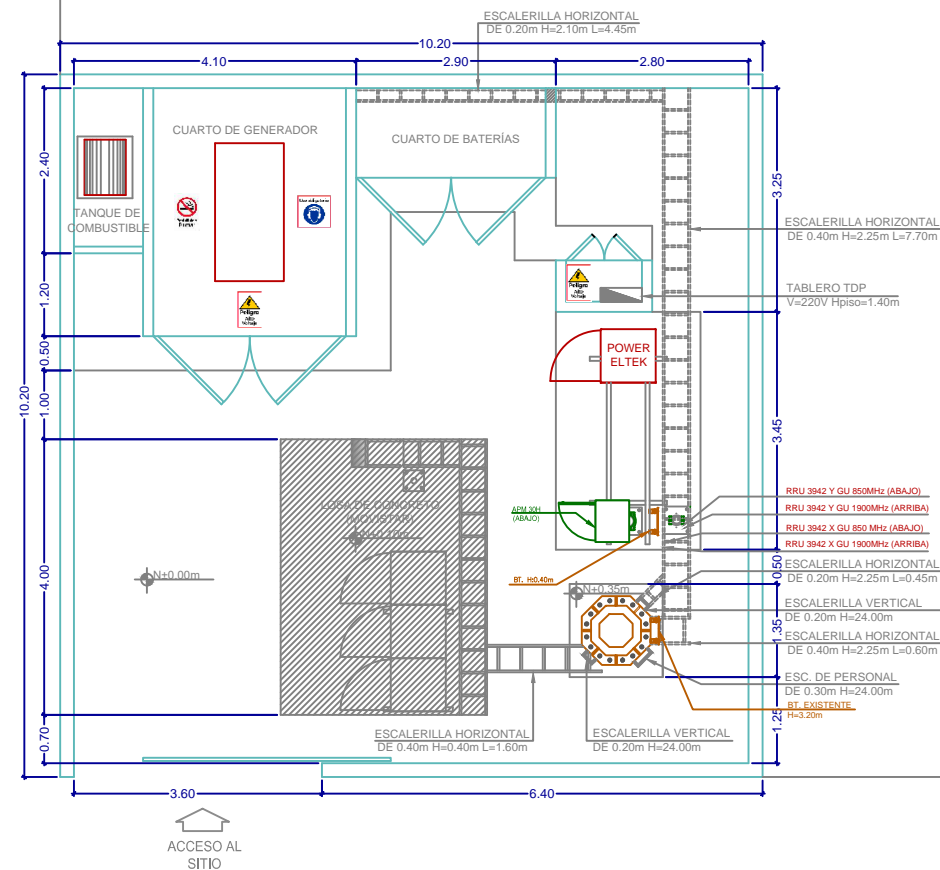 ESCALERILLA HORIZONTAL
DE 0.20m H=2.10m L=4.45m
10.20
4.10
2.90
2.80
CUARTO DE GENERADOR
CUARTO DE BATERÍAS
2.40
3.25
TANQUE DE
COMBUSTIBLE
ESCALERILLA HORIZONTAL
DE 0.40m H=2.25m L=7.70m
Peligro
Alto
Voltaje
Peligro
Alto
Voltaje
TABLERO TDP
V=220V Hpiso=1.40m
1.20
0.50
POWER
ELTEK
10.20
1.00
3.45
RRU 3942 Y GU 850MHz (ABAJO)
RRU 3942 Y GU 1900MHz (ARRIBA)
RRU 3942 X GU 850 MHz (ABAJO)
RRU 3942 X GU 1900MHz (ARRIBA)
LOSA DE CONCRETO
(MOVISTAR)
APM 30H
(ABAJO)
ESCALERILLA HORIZONTAL
DE 0.20m H=2.25m L=0.45m
0.50
BT. H:0.40m
N+0.00m
N+0.35m
4.00
ESCALERILLA VERTICAL
DE 0.20m H=24.00m
1.35
ESCALERILLA HORIZONTAL
DE 0.40m H=2.25m L=0.60m
ESC. DE PERSONAL
DE 0.30m H=24.00m
BT. EXISTENTE
H=3.20m
1.25
0.70
ESCALERILLA HORIZONTAL
DE 0.40m H=0.40m L=1.60m
ESCALERILLA VERTICAL
DE 0.20m H=24.00m
3.60
6.40
ACCESO AL
SITIO